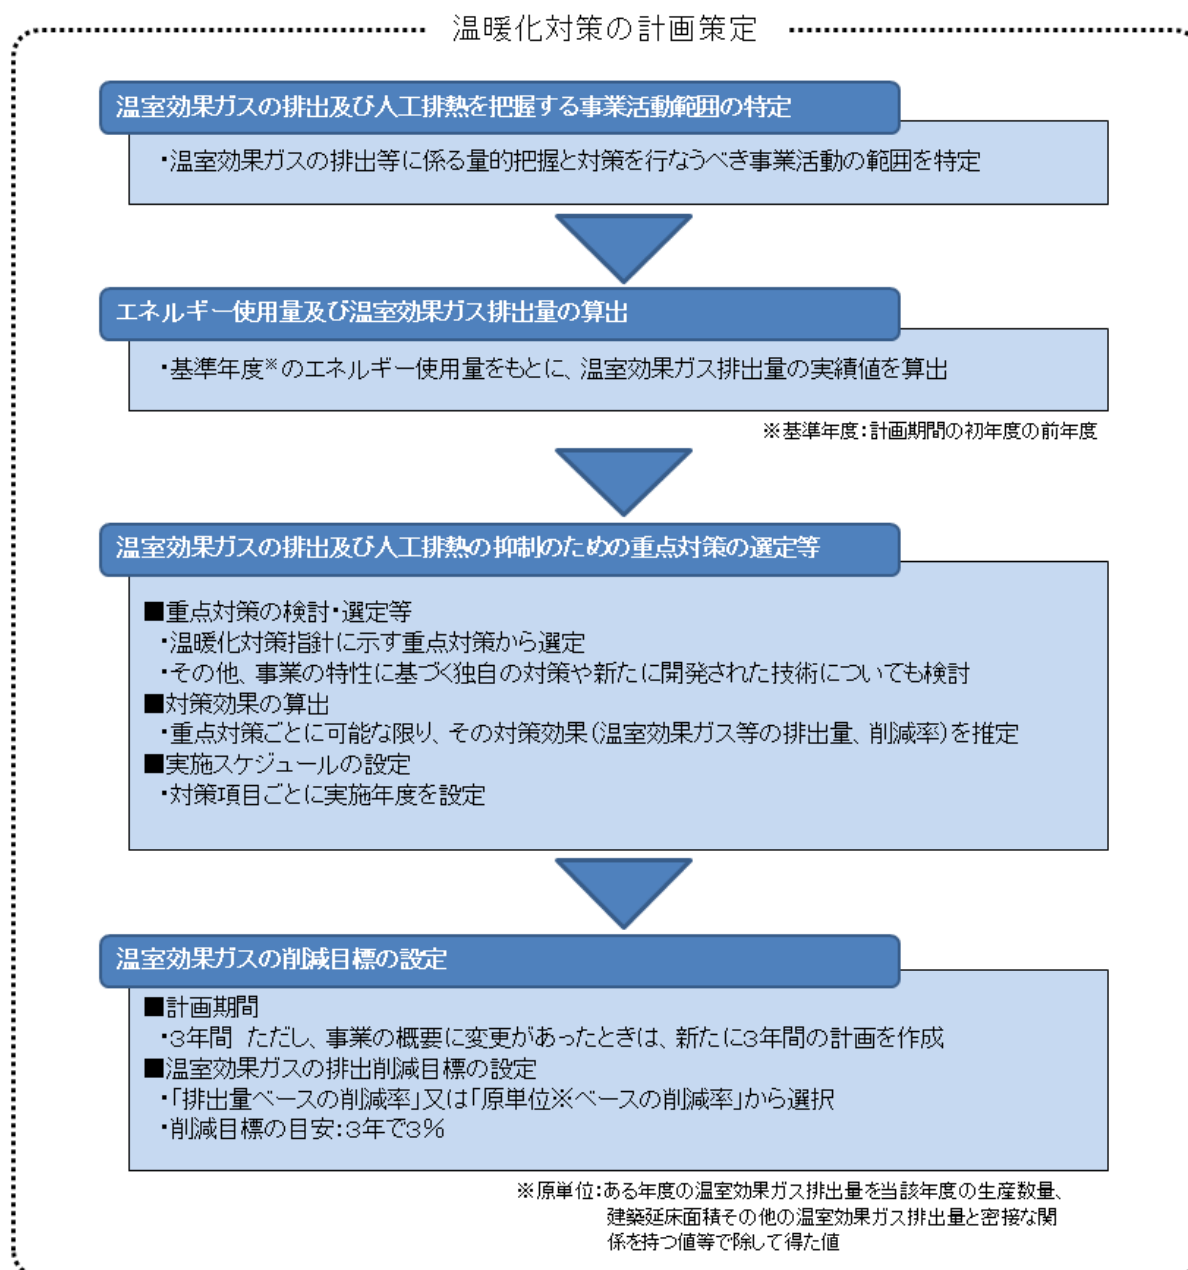 温暖化対策の計画策定
温室効果ガスの排出及び人工排熱を把握する事業活動範囲の特定
・温室効果ガスの排出等に係る量的把握と対策を行なうべき事業活動の範囲を特定
エネルギー使用量及び温室効果ガス排出量の算出
・基準年度※のエネルギー使用量をもとに、温室効果ガス排出量の実績値を算出
※基準年度：計画期間の初年度の前年度
温室効果ガスの排出及び人工排熱の抑制のための重点対策の選定等
■重点対策の検討・選定等
・温暖化対策指針に示す重点対策から選定
・その他、事業の特性に基づく独自の対策や新たに開発された技術についても検討
■対策効果の算出
・重点対策ごとに可能な限り、その対策効果（温室効果ガス等の排出量、削減率）を推定
■実施スケジュールの設定
・対策項目ごとに実施年度を設定
温室効果ガスの削減目標の設定
■計画期間
・3年間 ただし、事業の概要に変更があったときは、新たに3年間の計画を作成
■温室効果ガスの排出削減目標の設定
・「排出量ベースの削減率」又は「原単位※ベースの削減率」から選択
・削減目標の目安：3年で3％
※原単位：ある年度の温室効果ガス排出量を当該年度の生産数量、
建築延床面積その他の温室効果ガス排出量と密接な関
係を持つ値等で除して得た値